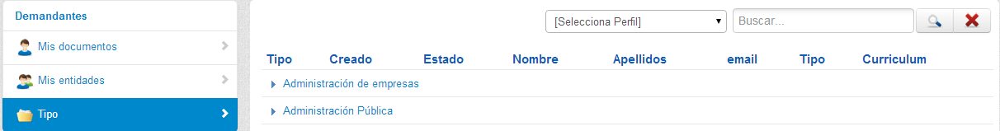 Demandantes
Mis documentos
Mis entidades
Tipo
[Selecciona Perfil] Buscar...
Tipo Creado Estado Nombre Apellidos email Tipo Curriculum
Administración de empresas
Administración Pública